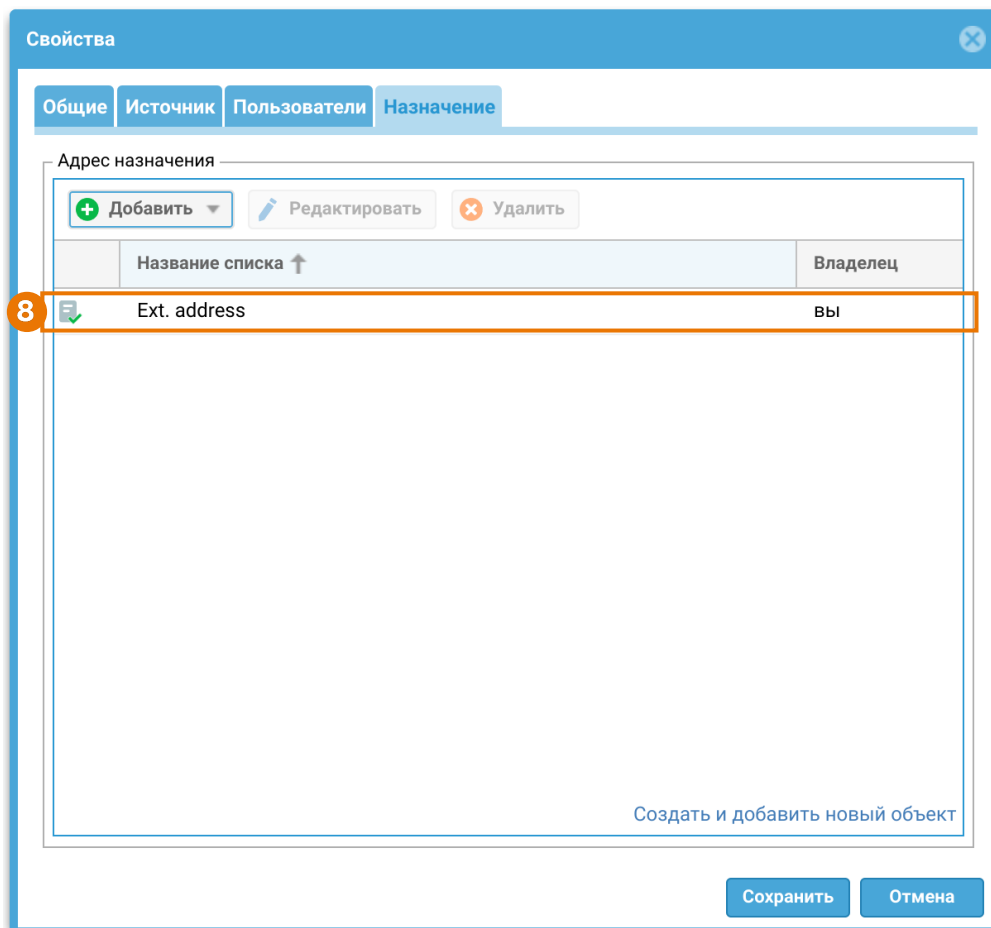 Свойства
Общие Источник Пользователи Назначение
Адрес назначения
Добавить Редактировать Удалить
Название списка Владелец
8 Ext. address вы
Создать и добавить новый объект
Сохранить Отмена